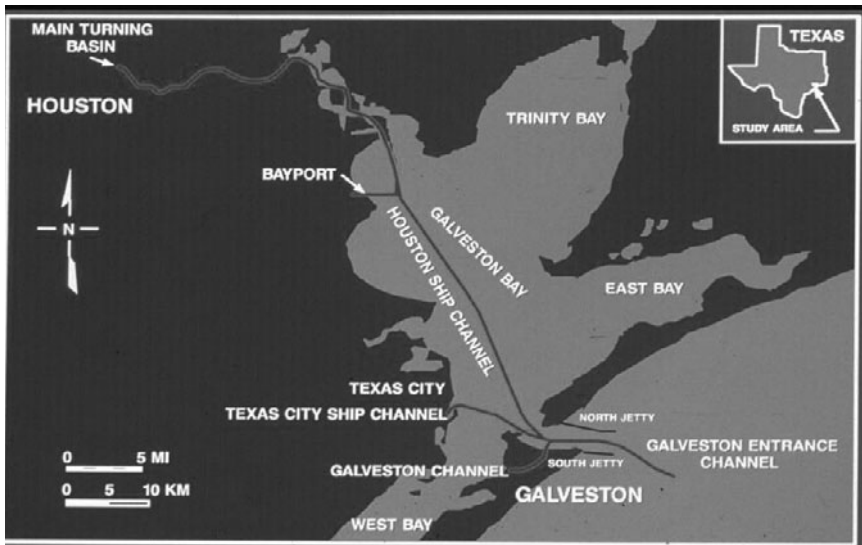 MAIN TURNING
BASIN
HOUSTON
TEXAS
STUDY AREA
TRINITY BAY
BAYPORT
N
GALVESTON BAY
HOUSTON SHIP CHANNEL
EAST BAY
TEXAS CITY
TEXAS CITY SHIP CHANNEL
NORTH JETTY
GALVESTON ENTRANCE
CHANNEL
SOUTH JETTY
GALVESTON CHANNEL
GALVESTON
WEST BAY
0 5 MI
0 5 10 KM